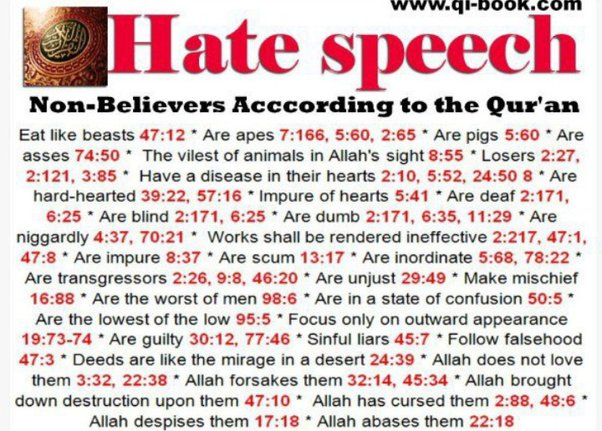 www.qi-book.com
Hate speech
Non-Believers Acccording to the Qur'an
Eat like beasts 47:12 * Are apes 7:166, 5:60, 2:65 * Are pigs 5:60 * Are
asses 74:50 * The vilest of animals in Allah's sight 8:55 * Losers 2:27,
2:121, 3:85 * Have a disease in their hearts 2:10, 5:52, 24:50 8 * Are
hard-hearted 39:22, 57:16 * Impure of hearts 5:41 * Are deaf 2:171,
6:25 * Are blind 2:171, 6:25 * Are dumb 2:171, 6:35, 11:29 * Are
niggardly 4:37, 70:21 * Works shall be rendered ineffective 2:217, 47:1,
47:8 * Are impure 8:37 * Are scum 13:17 * Are inordinate 5:68, 78:22 *
Are transgressors 2:26, 9:8, 46:20 * Are unjust 29:49 * Make mischief
16:88 * Are the worst of men 98:6 * Are in a state of confusion 50:5 *
Are the lowest of the low 95:5 * Focus only on outward appearance
19:73-74 * Are guilty 30:12, 77:46 * Sinful liars 45:7 * Follow falsehood
47:3 * Deeds are like the mirage in a desert 24:39 * Allah does not love
them 3:32, 22:38 * Allah forsakes them 32:14, 45:34 * Allah brought
down destruction upon them 47:10 * Allah has cursed them 2:88, 48:6 *
Allah despises them 17:18 * Allah abases them 22:18